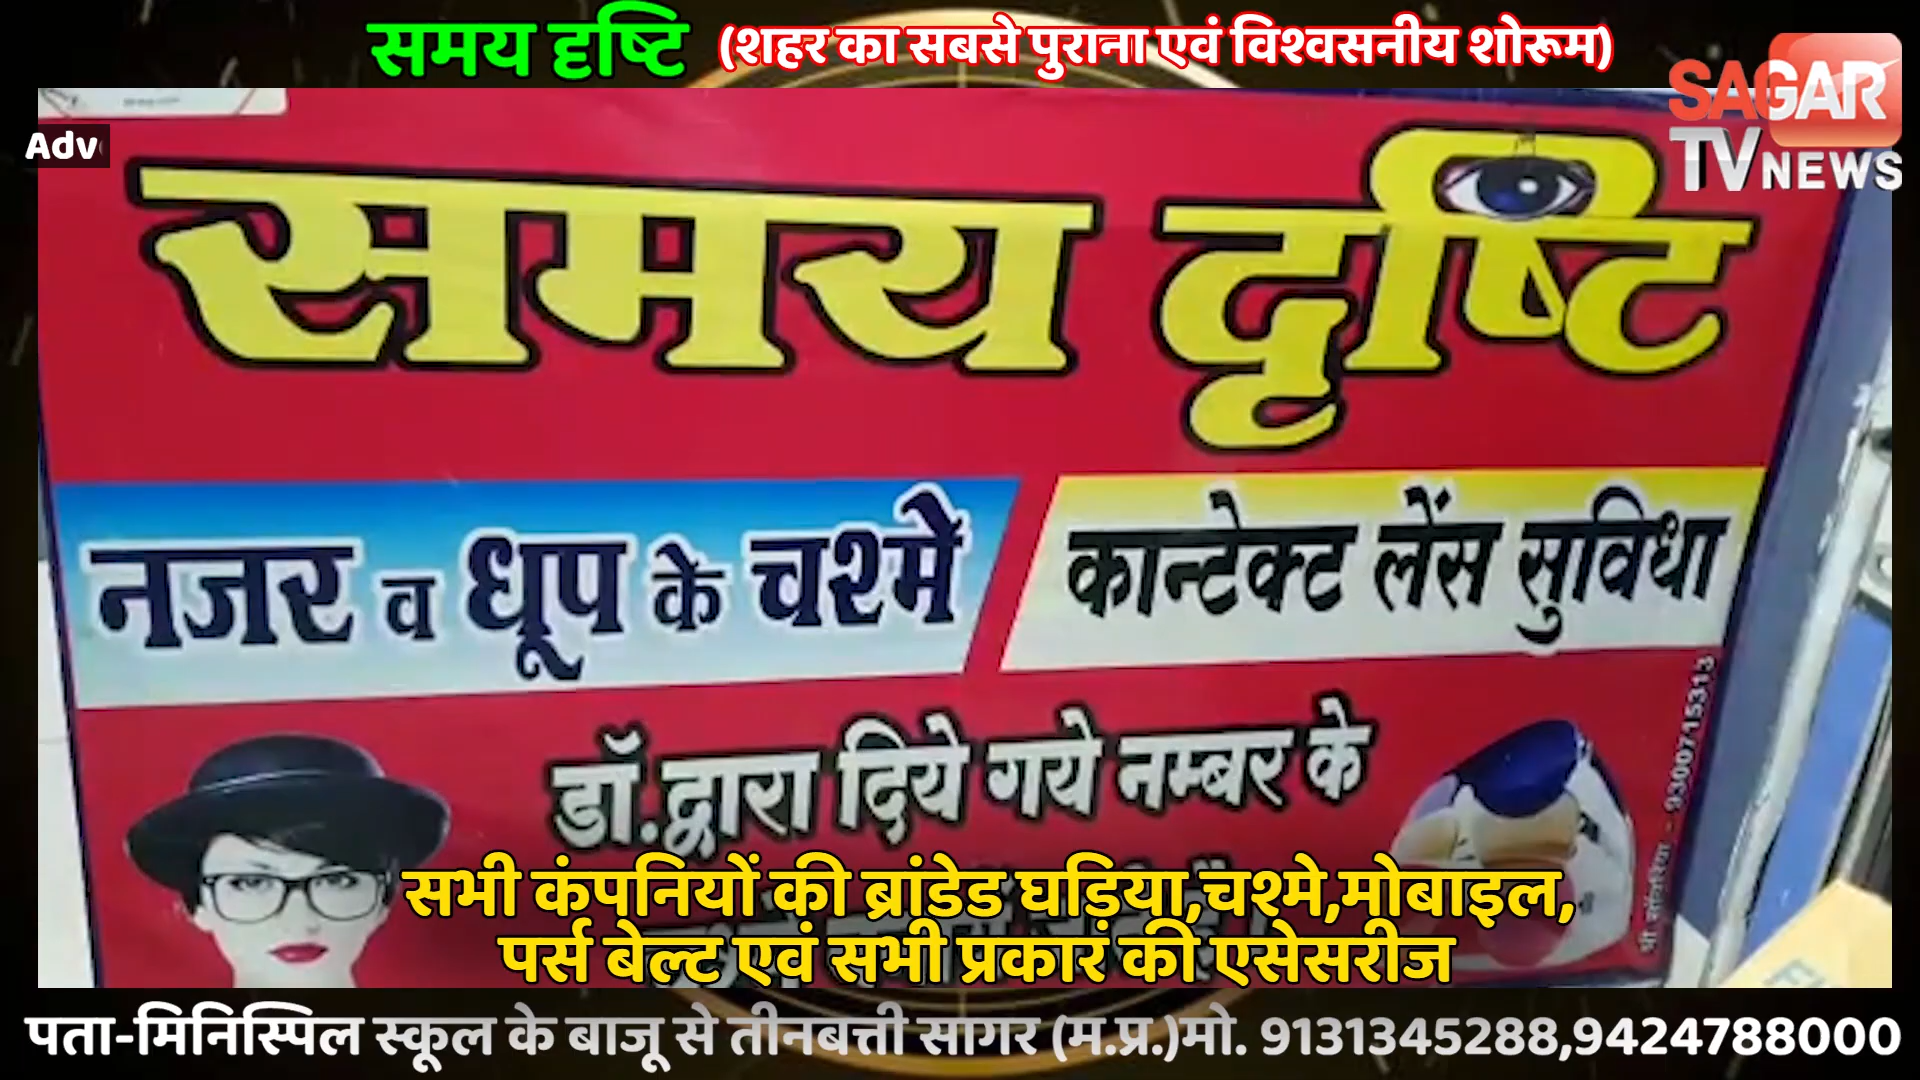 समय दृष्टि (शहर का सबसे पुराना एवं विश्वसनीय शोरूम)
SAGAR
TV NEWS
Adv
समय दृष्टि
नजर व धूप के चश्मे
कान्टेक्ट लेंस सुविधा
डॉ.द्वारा दिये गये नम्बर के
9300715313
सभी कंपनियों की ब्रांडेड घड़िया,चश्मे,मोबाइल,
पर्स बेल्ट एवं सभी प्रकार की एसेसरीज
पता-मिनिस्पिल स्कूल के बाजू से तीनबत्ती सागर (म.प्र.)मो. 9131345288,9424788000